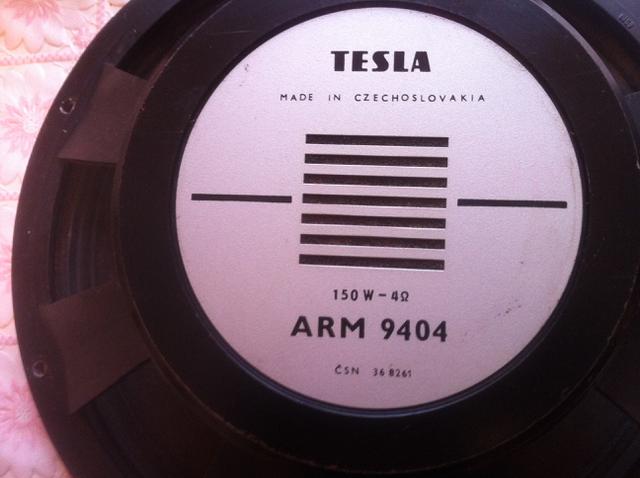 TESLA
MADE IN CZECHOSLOVAKIA
150 W - 4Ω
ARM 9404
ČSN 36 8261